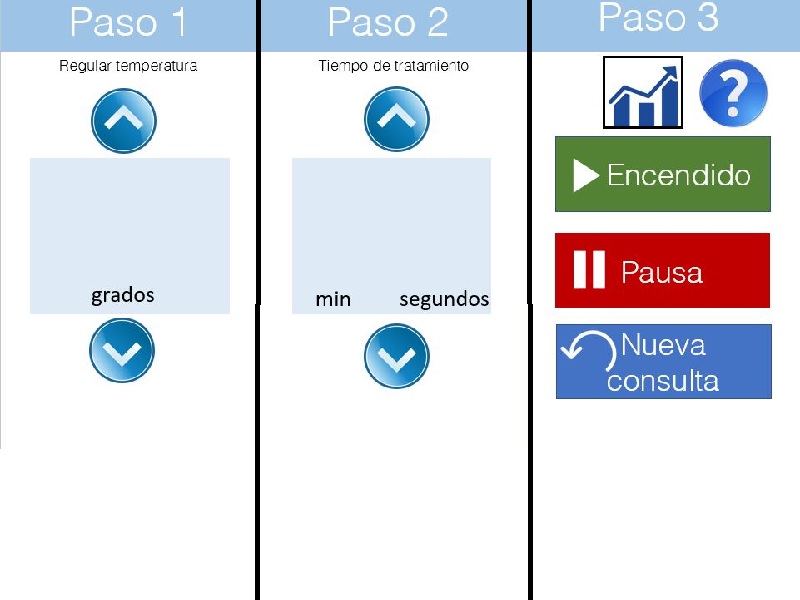 Paso 1
Regular temperatura
grados
Paso 2
Tiempo de tratamiento
min segundos
Paso 3
?
Encendido
Pausa
Nueva
consulta